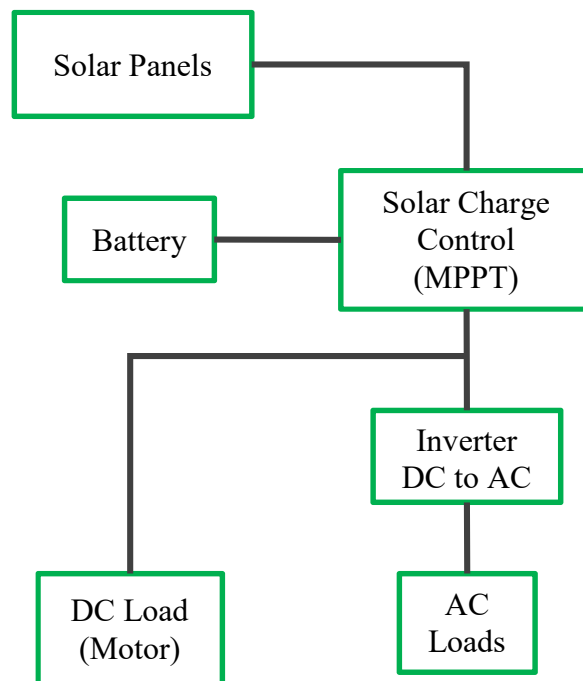 Solar Panels
Solar Charge
Control
(MPPT)
Battery
Inverter
DC to AC
DC Load
(Motor)
AC
Loads